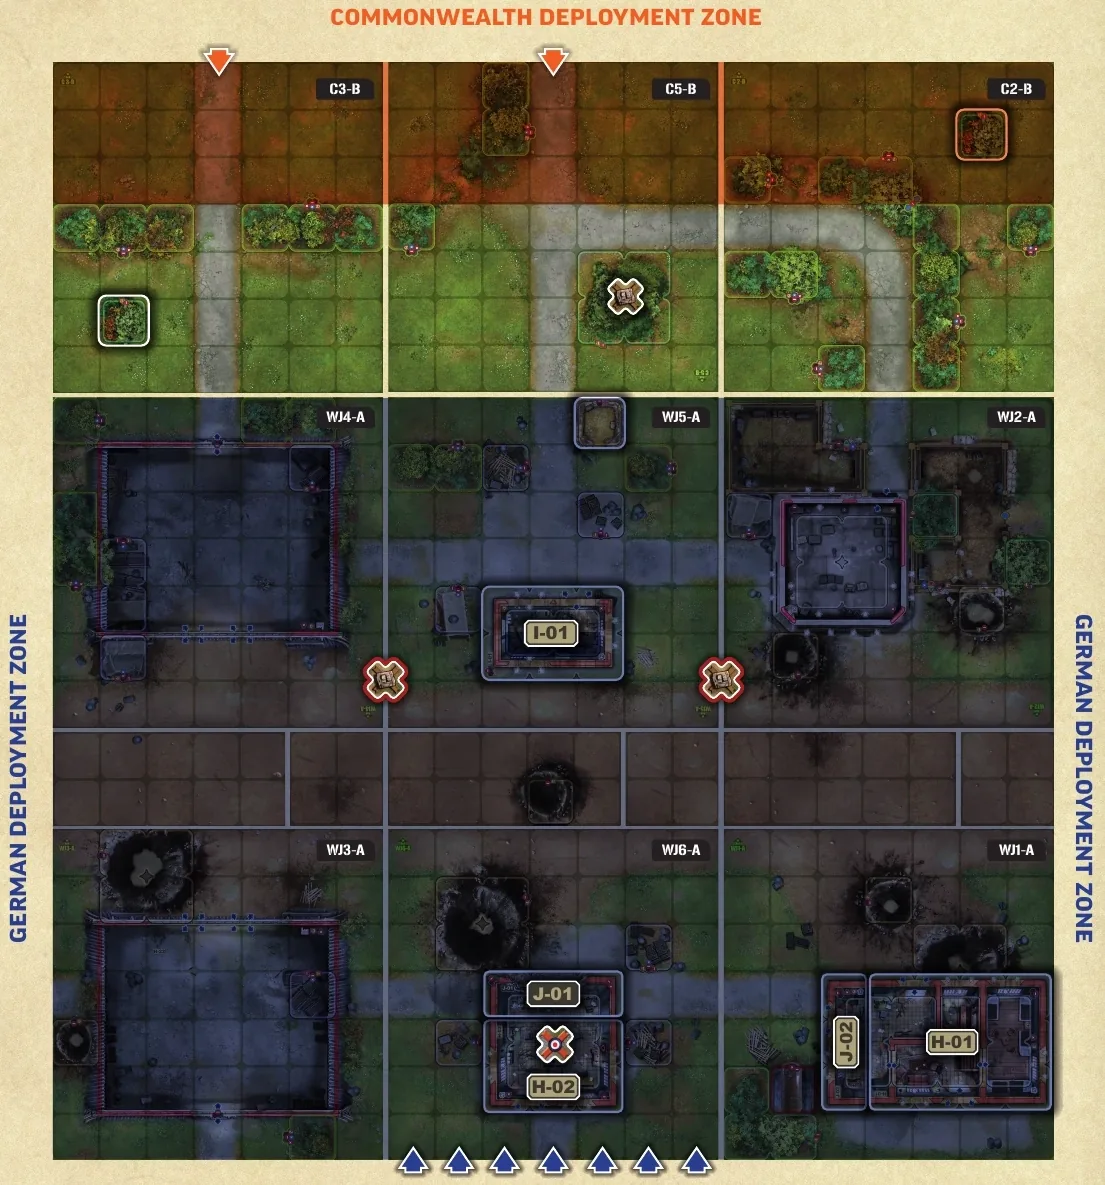 COMMONWEALTH DEPLOYMENT ZONE
C3-B
C5-B
C2-B
WJ4-A
WJ5-A
WJ2-A
I-01
GERMAN DEPLOYMENT ZONE
GERMAN DEPLOYMENT ZONE
WJ3-A
WJ6-A
WJ1-A
J-01
J-02
H-01
H-02